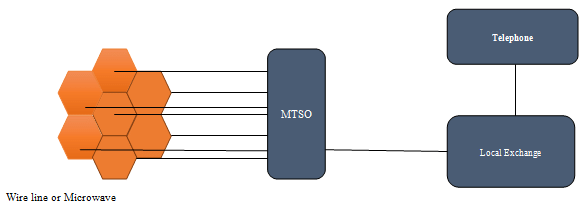 Telephone
MTSO
Local Exchange
Wire line or Microwave